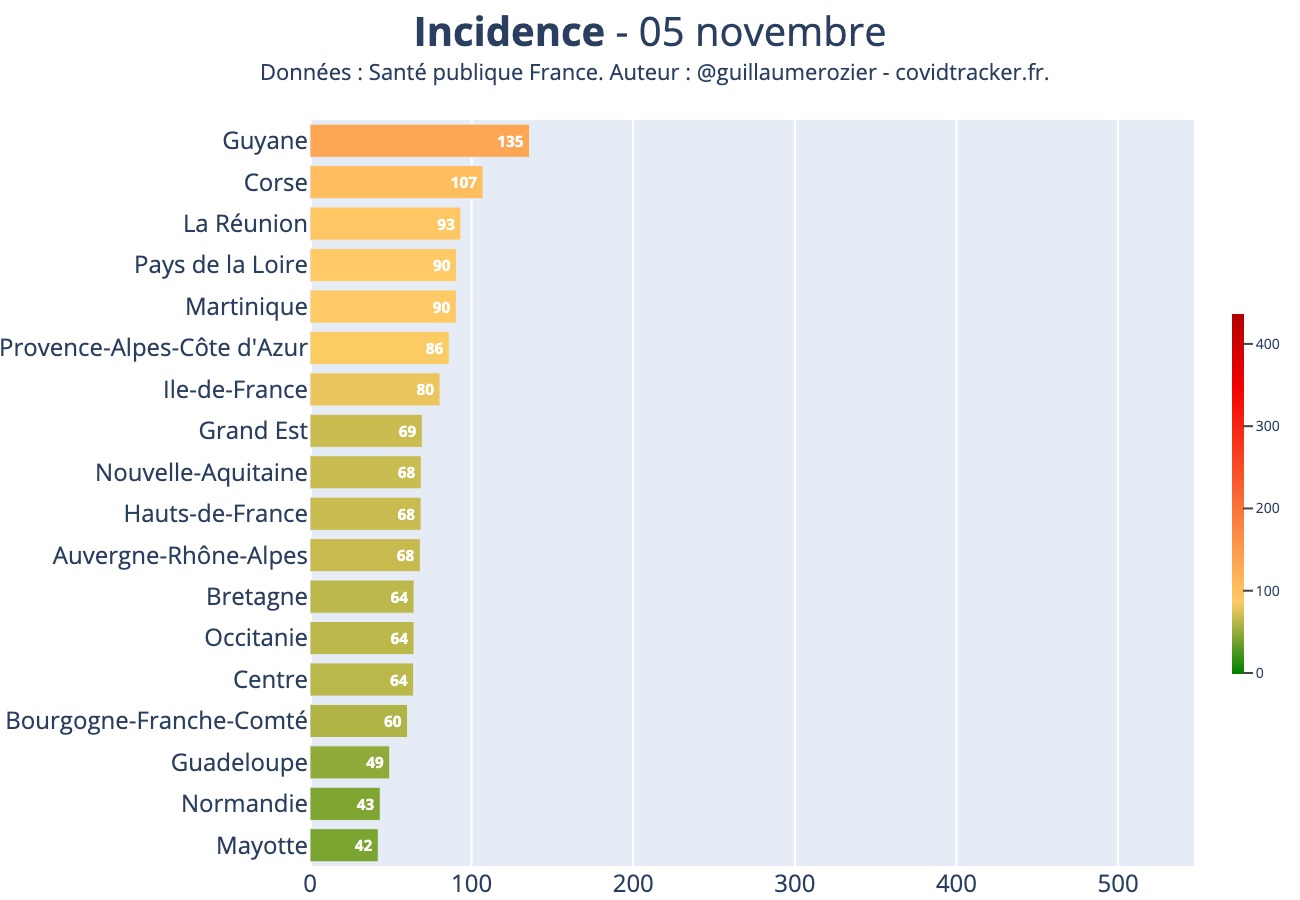 Incidence - 05 novembre
Données : Santé publique France. Auteur : @guillaumerozier - covidtracker.fr.
Guyane 135
Corse 107
La Réunion 93
Pays de la Loire 90
Martinique 90
Provence-Alpes-Côte d'Azur 86
Ile-de-France 80
Grand Est 69
Nouvelle-Aquitaine 68
Hauts-de-France 68
Auvergne-Rhône-Alpes 68
Bretagne 64
Occitanie 64
Centre 64
Bourgogne-Franche-Comté 60
Guadeloupe 49
Normandie 43
Mayotte 42
0 100 200 300 400 500
400
300
200
100
0